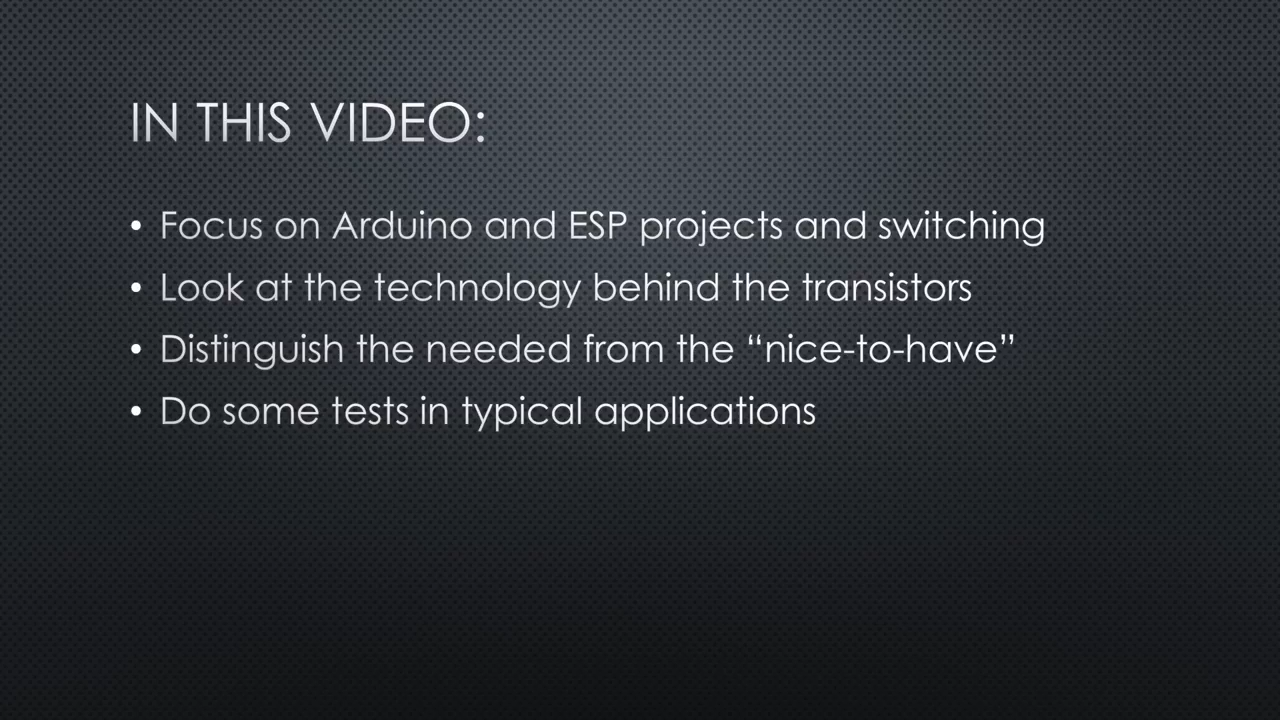 IN THIS VIDEO:
• Focus on Arduino and ESP projects and switching
• Look at the technology behind the transistors
• Distinguish the needed from the “nice-to-have”
• Do some tests in typical applications